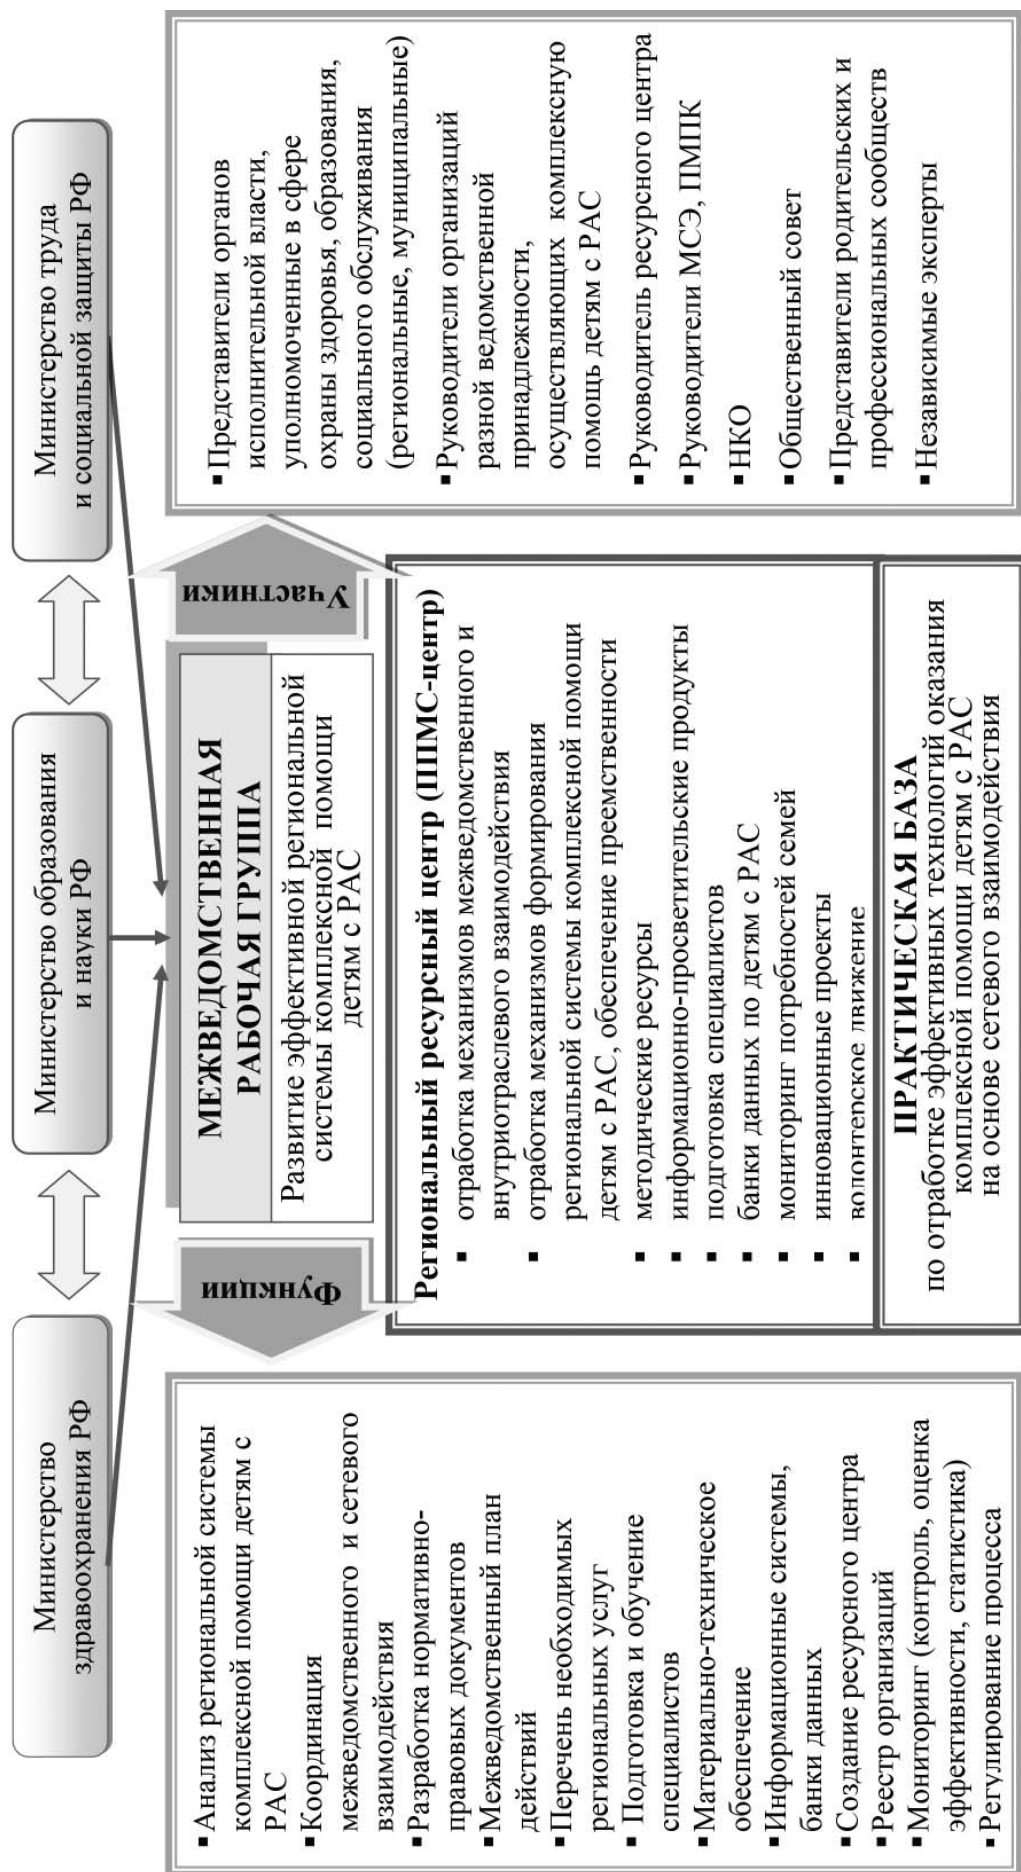 Министерство
здравоохранения РФ
Министерство образования
и науки РФ
Министерство труда
и социальной защиты РФ
МЕЖВЕДОМСТВЕННАЯ
РАБОЧАЯ ГРУППА
Развитие эффективной региональной
системы комплексной помощи
детям с РАС
Функции
Участники
▪Анализ региональной системы
комплексной помощи детям с
РАС
▪Координация
межведомственного и сетевого
взаимодействия
▪Разработка нормативно-
правовых документов
▪Межведомственный план
действий
▪Перечень необходимых
региональных услуг
▪ Подготовка и обучение
специалистов
▪Материально-техническое
обеспечение
▪Информационные системы,
банки данных
▪Создание ресурсного центра
▪Реестр организаций
▪Мониторинг (контроль, оценка
эффективности, статистика)
▪Регулирование процесса
Региональный ресурсный центр (ППМС-центр)
▪ отработка механизмов межведомственного и
внутриотраслевого взаимодействия
▪ отработка механизмов формирования
региональной системы комплексной помощи
детям с РАС, обеспечение преемственности
методические ресурсы
▪ информационно-просветительские продукты
▪ подготовка специалистов
▪ банки данных по детям с РАС
▪ мониторинг потребностей семей
▪ инновационные проекты
▪ волонтерское движение
ПРАКТИЧЕСКАЯ БАЗА
по отработке эффективных технологий оказания
комплексной помощи детям с РАС
на основе сетевого взаимодействия
▪Представители органов
исполнительной власти,
уполномоченные в сфере
охраны здоровья, образования,
социального обслуживания
(региональные, муниципальные)
▪Руководители организаций
разной ведомственной
принадлежности,
осуществляющих комплексную
помощь детям с РАС
▪Руководитель ресурсного центра
▪Руководители МСЭ, ПМПК
▪НКО
▪Общественный совет
▪Представители родительских и
профессиональных сообществ
▪Независимые эксперты